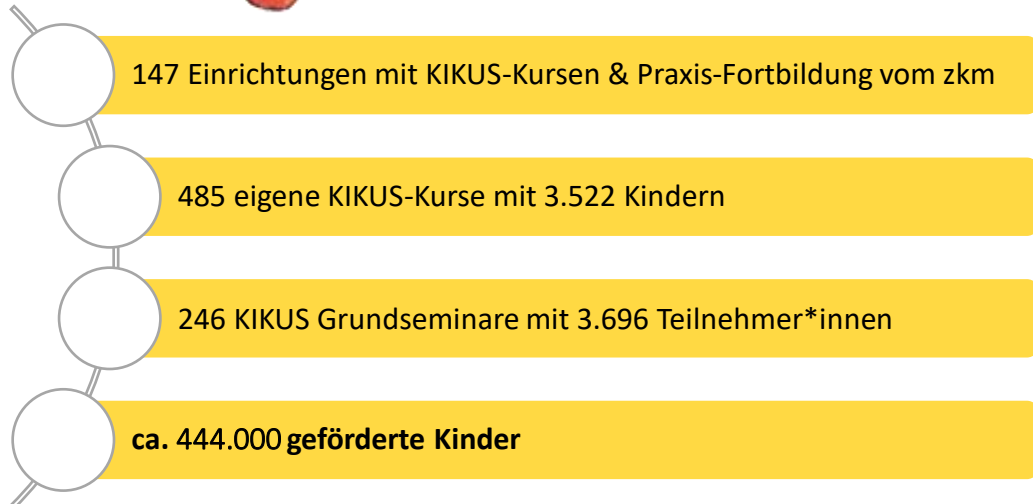 147 Einrichtungen mit KIKUS-Kursen & Praxis-Fortbildung vom zkm
485 eigene KIKUS-Kurse mit 3.522 Kindern
246 KIKUS Grundseminare mit 3.696 Teilnehmer*innen
ca. 444.000 geförderte Kinder